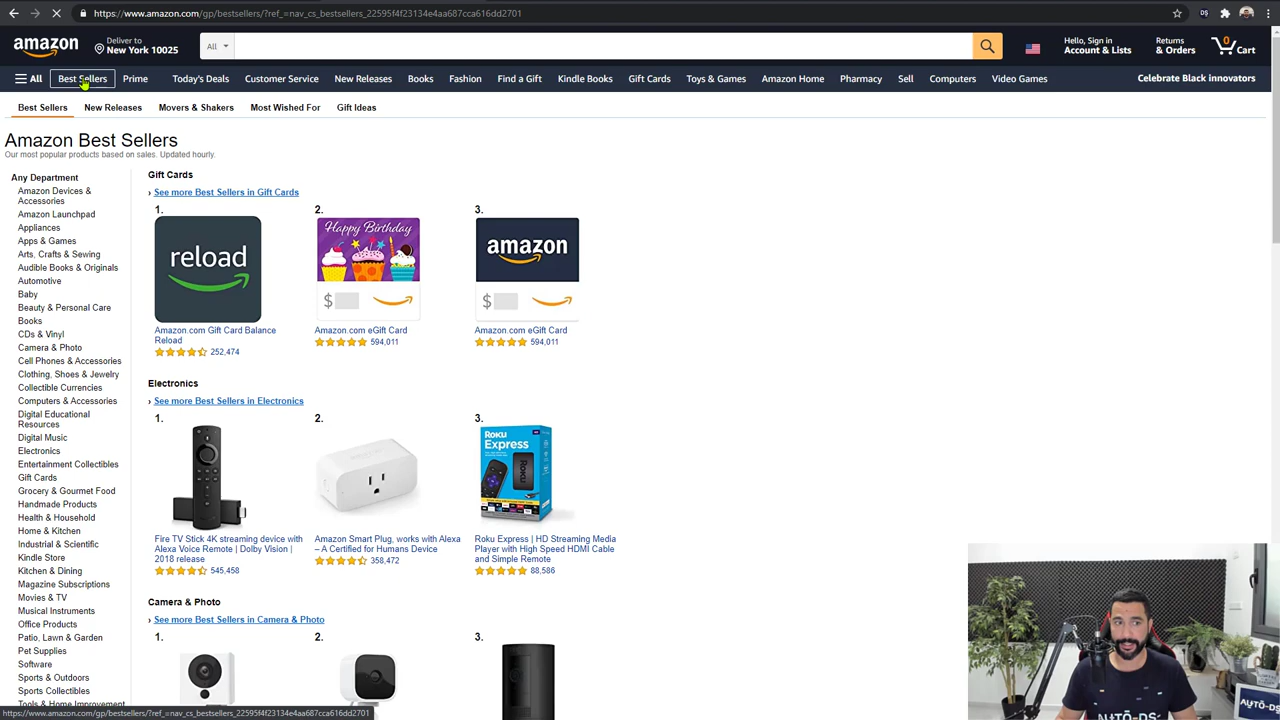 https://www.amazon.com/gp/bestsellers/?ref_=nav_cs_bestsellers_22595f4f23134e4aa687cca616dd2701
amazon
Deliver to
New York 10025
All
Hello, Sign in
Account & Lists
Returns
& Orders
0
Cart
All
Best Sellers
Prime
Today's Deals
Customer Service
New Releases
Books
Fashion
Find a Gift
Kindle Books
Gift Cards
Toys & Games
Amazon Home
Pharmacy
Sell
Computers
Video Games
Celebrate Black innovators
Best Sellers
New Releases
Movers & Shakers
Most Wished For
Gift Ideas
Amazon Best Sellers
Our most popular products based on sales. Updated hourly.
Any Department
Amazon Devices &
Accessories
Amazon Launchpad
Appliances
Apps & Games
Arts, Crafts & Sewing
Audible Books & Originals
Automotive
Baby
Beauty & Personal Care
Books
CDs & Vinyl
Camera & Photo
Cell Phones & Accessories
Clothing, Shoes & Jewelry
Collectible Currencies
Computers & Accessories
Digital Educational
Resources
Digital Music
Electronics
Entertainment Collectibles
Gift Cards
Grocery & Gourmet Food
Handmade Products
Health & Household
Home & Kitchen
Industrial & Scientific
Kindle Store
Kitchen & Dining
Magazine Subscriptions
Movies & TV
Musical Instruments
Office Products
Patio, Lawn & Garden
Pet Supplies
Software
Sports & Outdoors
Sports Collectibles
Tools & Home Improvement
Gift Cards
› See more Best Sellers in Gift Cards
1.
reload
Amazon.com Gift Card Balance
Reload
252,474
2.
Happy Birthday
$
Amazon.com eGift Card
594,011
3.
amazon
$
Amazon.com eGift Card
594,011
Electronics
› See more Best Sellers in Electronics
1.
Fire TV Stick 4K streaming device with
Alexa Voice Remote | Dolby Vision |
2018 release
545,458
2.
Amazon Smart Plug, works with Alexa
– A Certified for Humans Device
358,472
3.
Roku
Express
Roku Express | HD Streaming Media
Player with High Speed HDMI Cable
and Simple Remote
88,586
Camera & Photo
› See more Best Sellers in Camera & Photo
1.
2.
3.
https://www.amazon.com/gp/bestsellers/?ref_=nav_cs_bestsellers_22595f4f23134e4aa687cca616dd2701
AUTO-DS
AUTO-DS